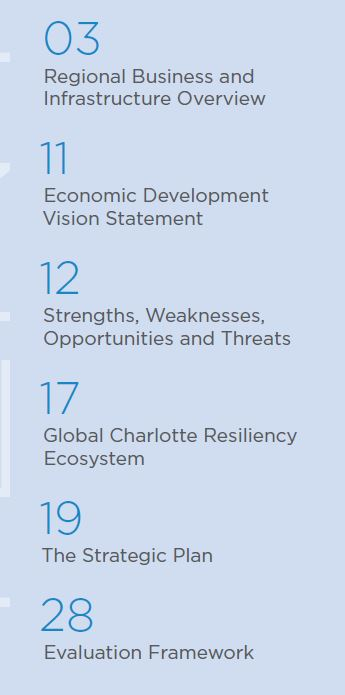 03
Regional Business and
Infrastructure Overview
11
Economic Development
Vision Statement
12
Strengths, Weaknesses,
Opportunities and Threats
17
Global Charlotte Resiliency
Ecosystem
19
The Strategic Plan
28
Evaluation Framework